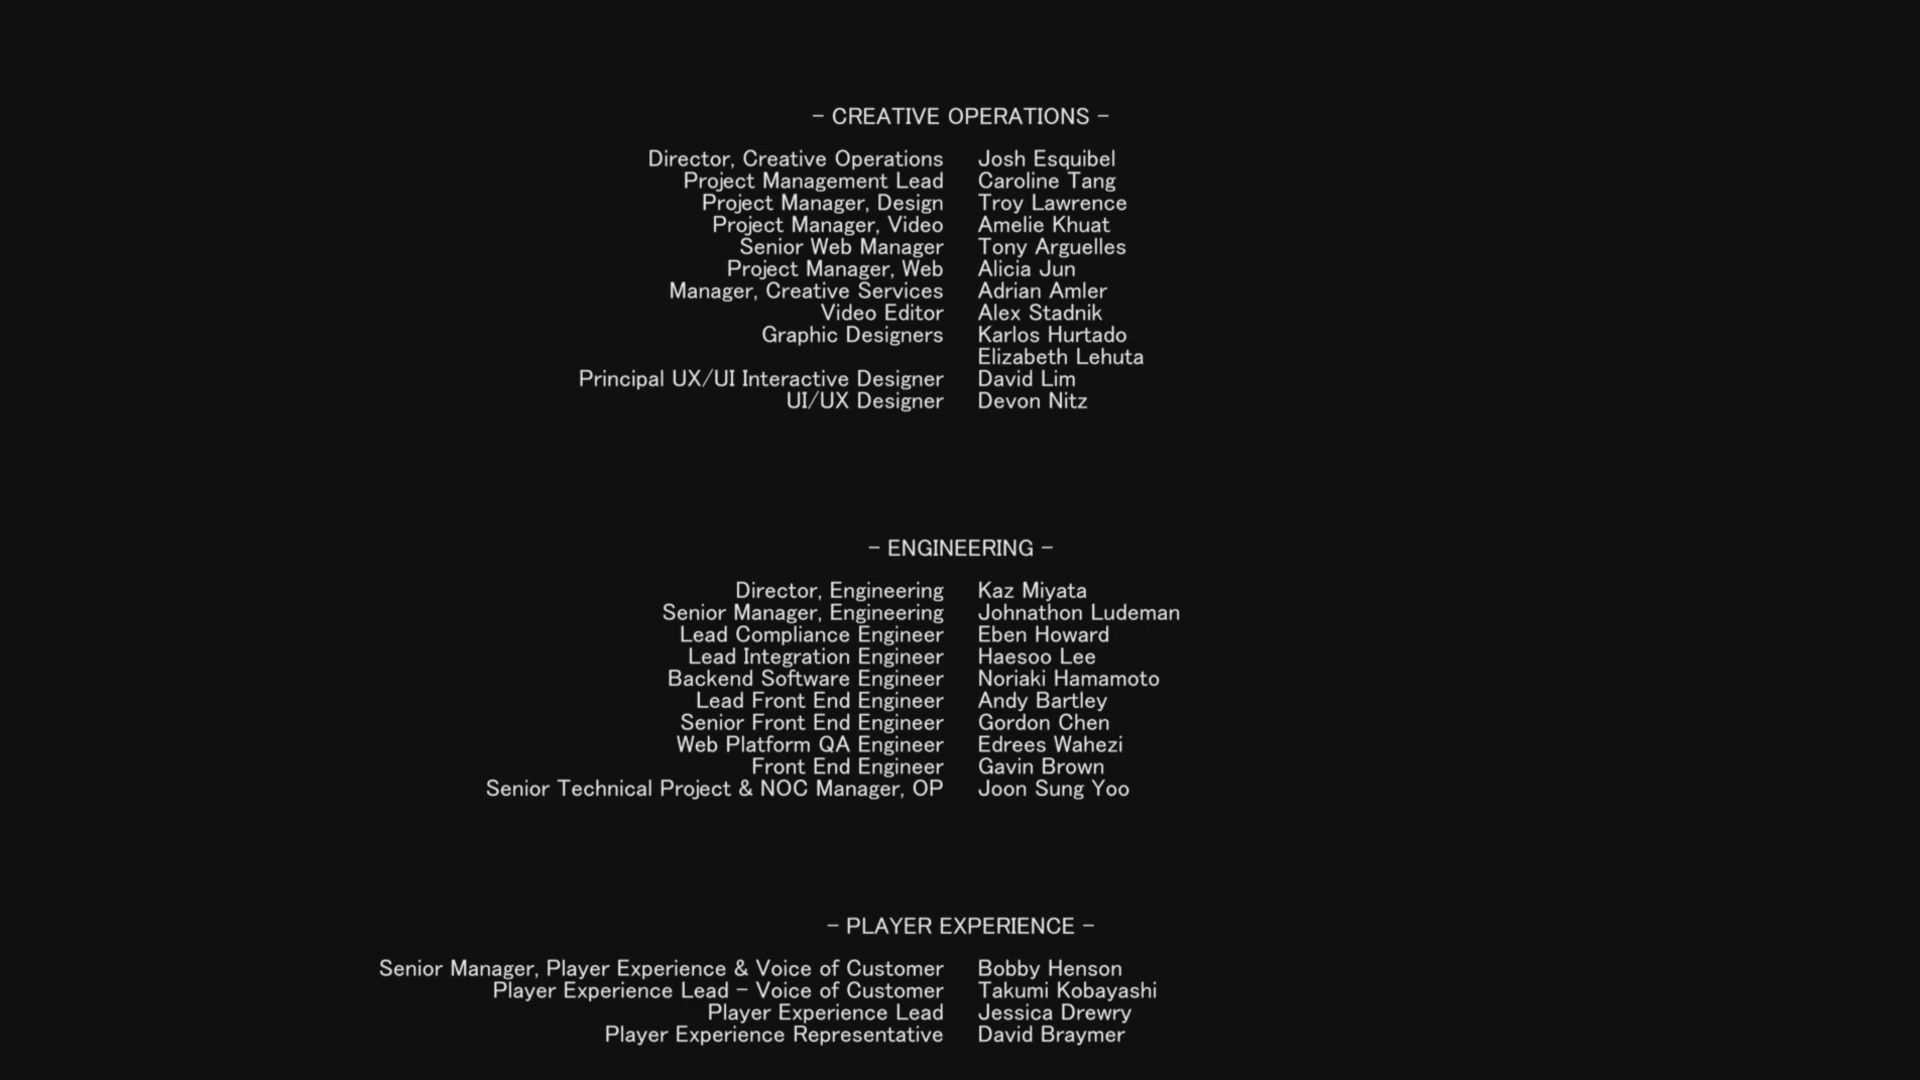 - CREATIVE OPERATIONS -
Director, Creative Operations Josh Esquibel
Project Management Lead Caroline Tang
Project Manager, Design Troy Lawrence
Project Manager, Video Amelie Khuat
Senior Web Manager Tony Arguelles
Project Manager, Web Alicia Jun
Manager, Creative Services Adrian Amler
Video Editor Alex Stadnik
Graphic Designers Karlos Hurtado
Elizabeth Lehuta
Principal UX/UI Interactive Designer David Lim
UI/UX Designer Devon Nitz
- ENGINEERING -
Director, Engineering Kaz Miyata
Senior Manager, Engineering Johnathon Ludeman
Lead Compliance Engineer Eben Howard
Lead Integration Engineer Haesoo Lee
Backend Software Engineer Noriaki Hamamoto
Lead Front End Engineer Andy Bartley
Senior Front End Engineer Gordon Chen
Web Platform QA Engineer Edrees Wahezi
Front End Engineer Gavin Brown
Senior Technical Project & NOC Manager, OP Joon Sung Yoo
- PLAYER EXPERIENCE -
Senior Manager, Player Experience & Voice of Customer Bobby Henson
Player Experience Lead - Voice of Customer Takumi Kobayashi
Player Experience Lead Jessica Drewry
Player Experience Representative David Braymer